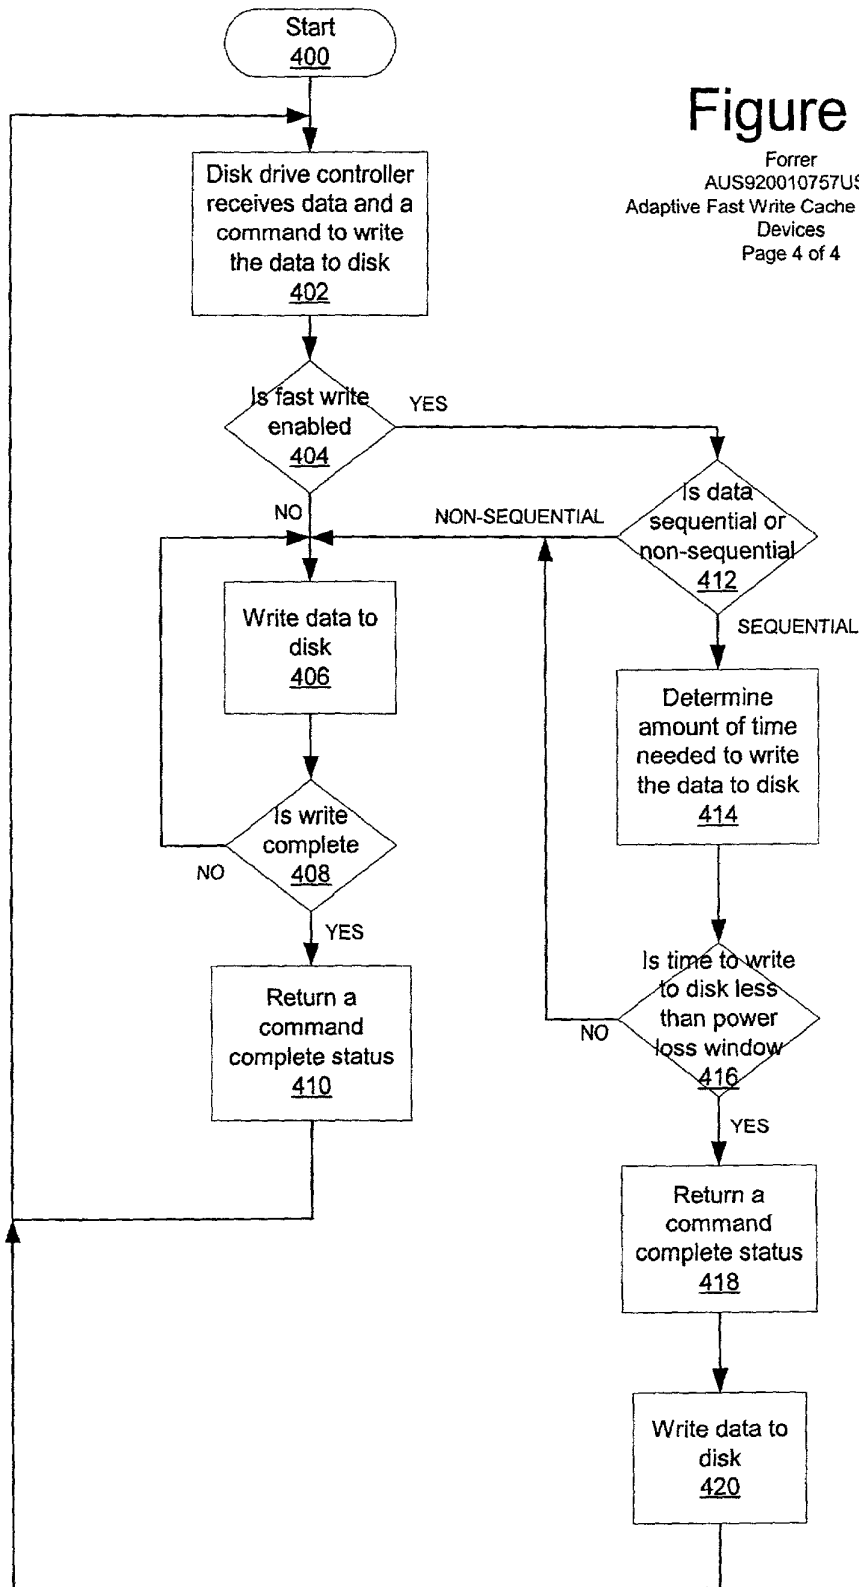 Start
400
Figure
Forrer
AUS920010757US
Adaptive Fast Write Cache
Devices
Page 4 of 4
Disk drive controller
receives data and a
command to write
the data to disk
402
Is fast write
enabled
404
YES
NO
NON-SEQUENTIAL
Is data
sequential or
non-sequential
412
SEQUENTIAL
Write data to
disk
406
Determine
amount of time
needed to write
the data to disk
414
Is write
complete
408
NO
YES
Is time to write
to disk less
than power
loss window
416
NO
YES
Return a
command
complete status
410
Return a
command
complete status
418
Write data to
disk
420